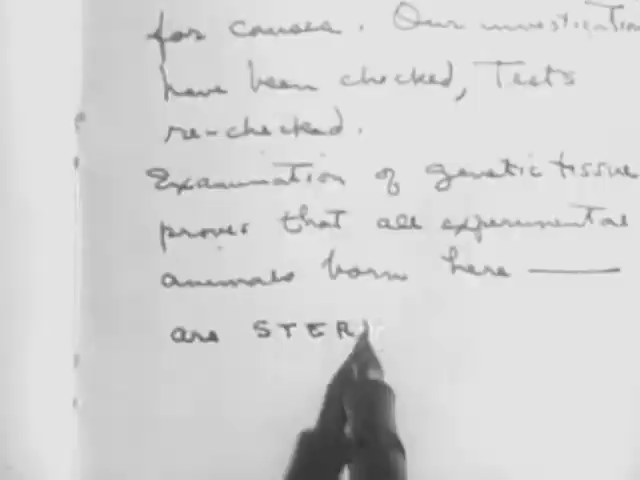 for causes. Our investigation
have been checked, Tests
re-checked.
Examination of genetic tissue
proves that all experimental
animals born here ———
are STER